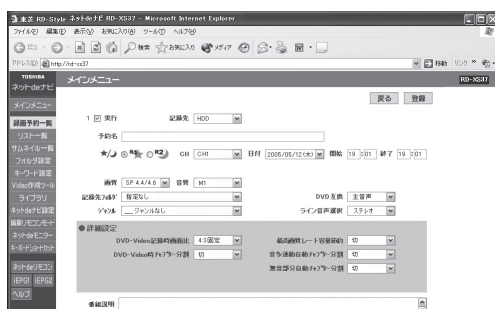 東芝 RD-Style ネットdeナビ RD-XS37 - Microsoft Internet Explorer
ファイル(F) 編集(E) 表示(V) お気に入り(A) ツール(T) ヘルプ(H)
戻る 検索 お気に入り メディア
アドレス(D) http://rd-xs37 移動 リンク
TOSHIBA
ネットdeナビ
メインメニュー RD-XS37
メインメニュー
録画予約一覧
リスト一覧
サムネイル一覧
フォルダ設定
キーワード設定
Video作成ツール
ライブラリ
ネットdeナビ設定
編集リモコンモード
ネットdeモニター
キーボードショートカット
ネットdeリモコン
iEPG1 iEPG2
ヘルプ
戻る 登録
1 実行 記録先 HDD
予約名
R1 R2 CH CH1 日付 2005/05/12(木) 開始 19:01 終了 19:01
画質 SP 4.4/4.6 音質 M1
記録先フォルダ 指定なし DVD互換 主音声
ジャンル __ジャンルなし ライン音声選択 ステレオ
●詳細設定
DVD-Video記録時画面比 4:3固定 最高画質レート容量節約 切
DVD-Video時チャプター分割 切 音多連動自動チャプター分割 切
無音部分自動チャプター分割 切
番組説明